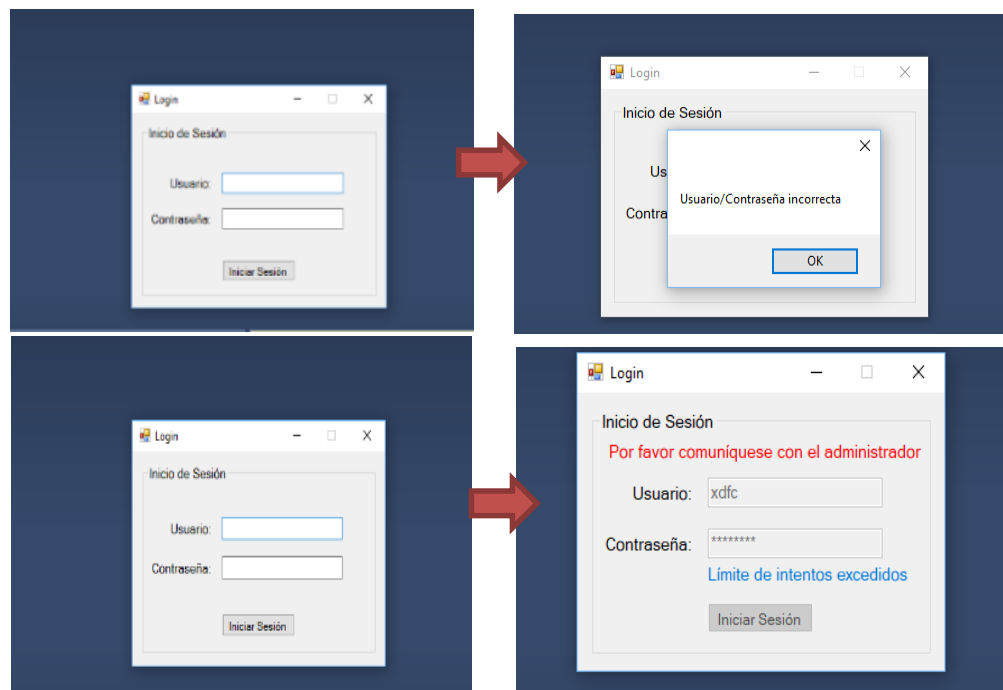 Login
Inicio de Sesión
Usuario:
Contraseña:
Iniciar Sesión
Login
Inicio de Sesión
Us
Contra
Usuario/Contraseña incorrecta
OK
Login
Inicio de Sesión
Usuario:
Contraseña:
Iniciar Sesión
Login
Inicio de Sesión
Por favor comuníquese con el administrador
Usuario: xdfc
Contraseña: ********
Límite de intentos excedidos
Iniciar Sesión